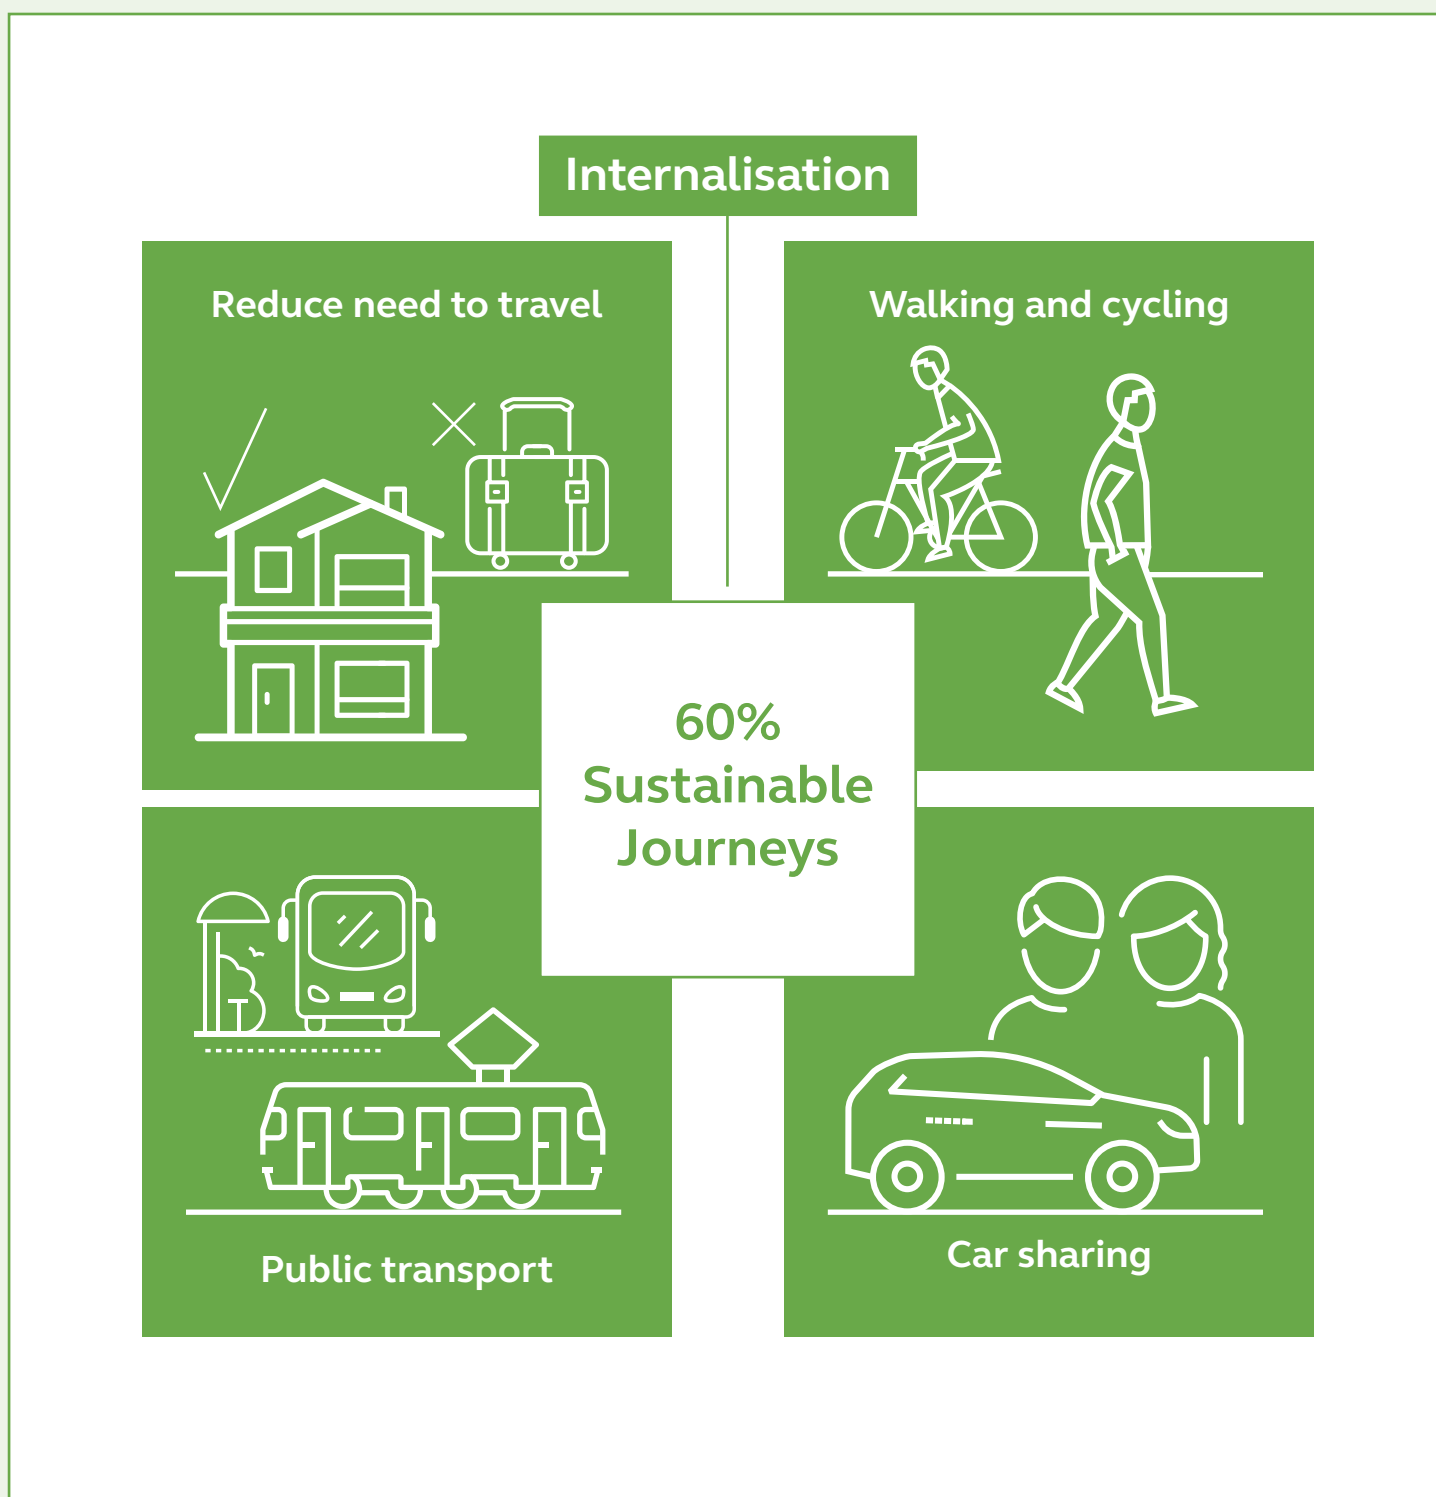 Internalisation
Reduce need to travel
Walking and cycling
60%
Sustainable
Journeys
Public transport
Car sharing